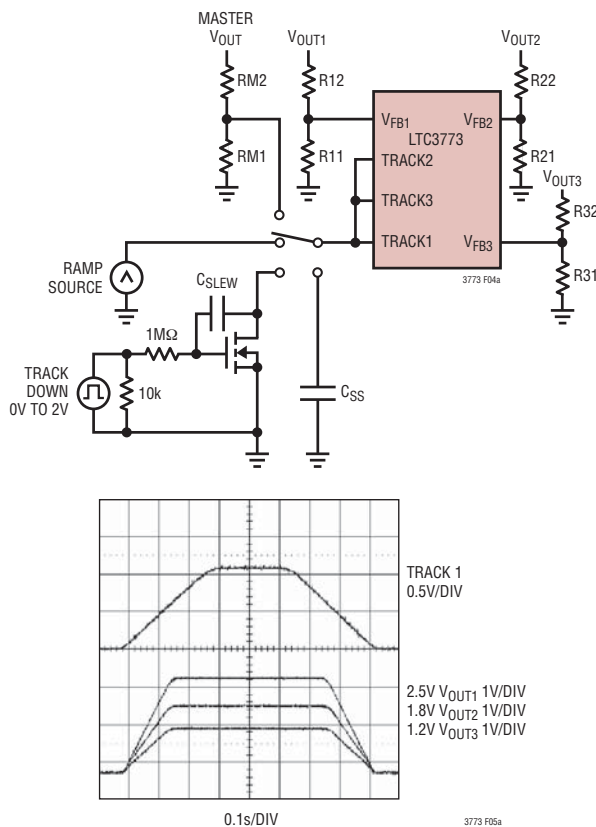 MASTER
VOUT
VOUT1
VOUT2
RM2
R12
R22
VFB1
VFB2
LTC3773
RM1
R11
TRACK2
R21
VOUT3
TRACK3
R32
TRACK1
VFB3
R31
3773 F04a
RAMP
SOURCE
CSLEW
1MΩ
TRACK
DOWN
0V TO 2V
10k
CSS
TRACK 1
0.5V/DIV
2.5V VOUT1 1V/DIV
1.8V VOUT2 1V/DIV
1.2V VOUT3 1V/DIV
0.1s/DIV
3773 F05a